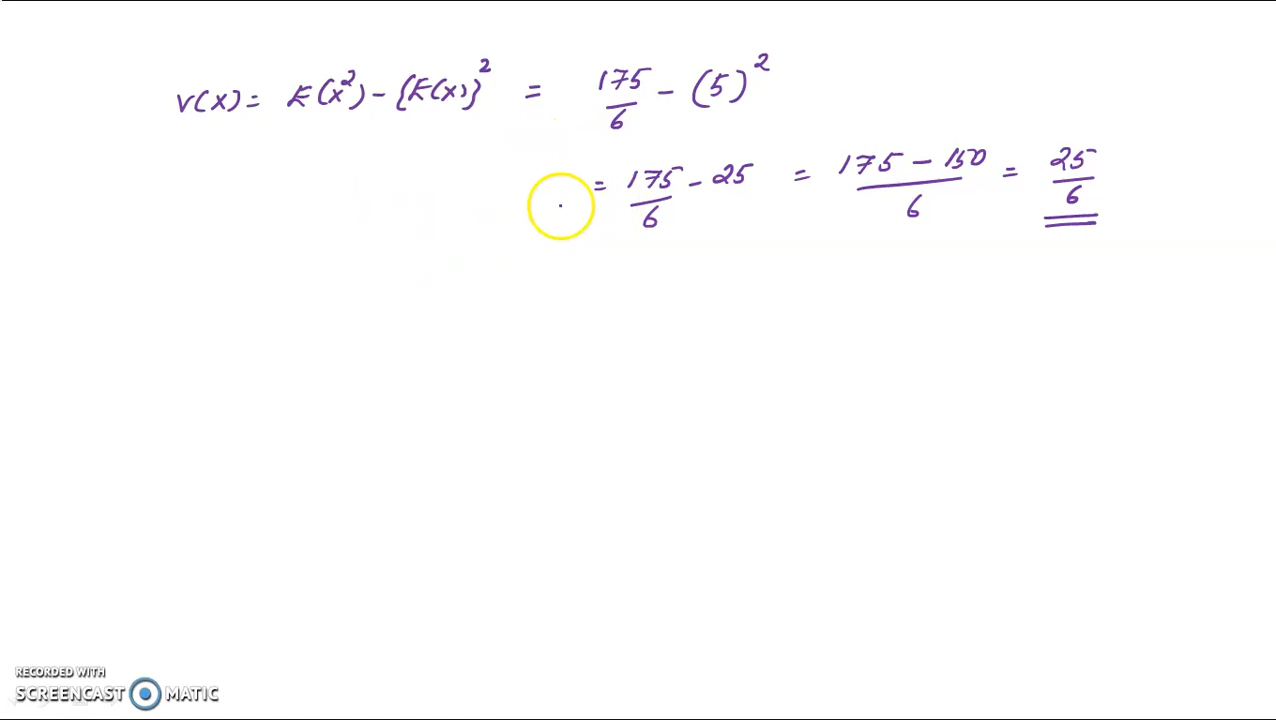 V(X) = E(X²) - {E(X)}² = 175/6 - (5)²
= 175/6 - 25 = 175 - 150/6 = 25/6
RECORDED WITH
SCREENCAST MATIC